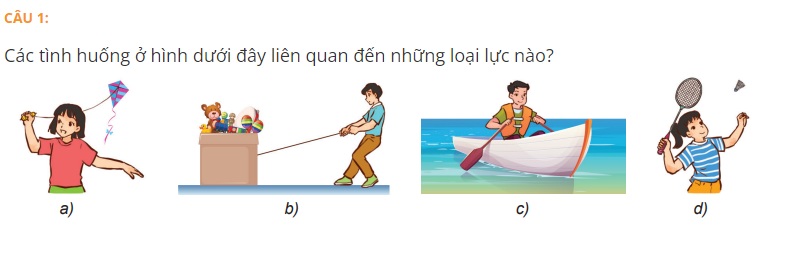 CÂU 1:
Các tình huống ở hình dưới đây liên quan đến những loại lực nào?
a) b) c) d)